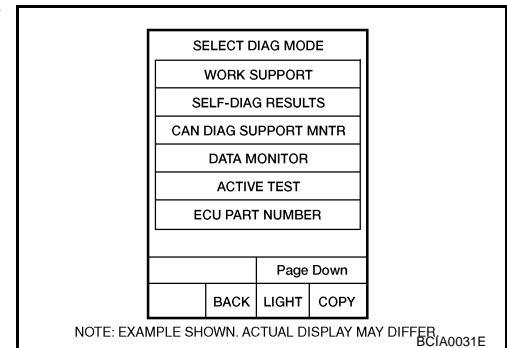 SELECT DIAG MODE
WORK SUPPORT
SELF-DIAG RESULTS
CAN DIAG SUPPORT MNTR
DATA MONITOR
ACTIVE TEST
ECU PART NUMBER
Page Down
BACK LIGHT COPY
NOTE: EXAMPLE SHOWN. ACTUAL DISPLAY MAY DIFFER.
BCIA0031E